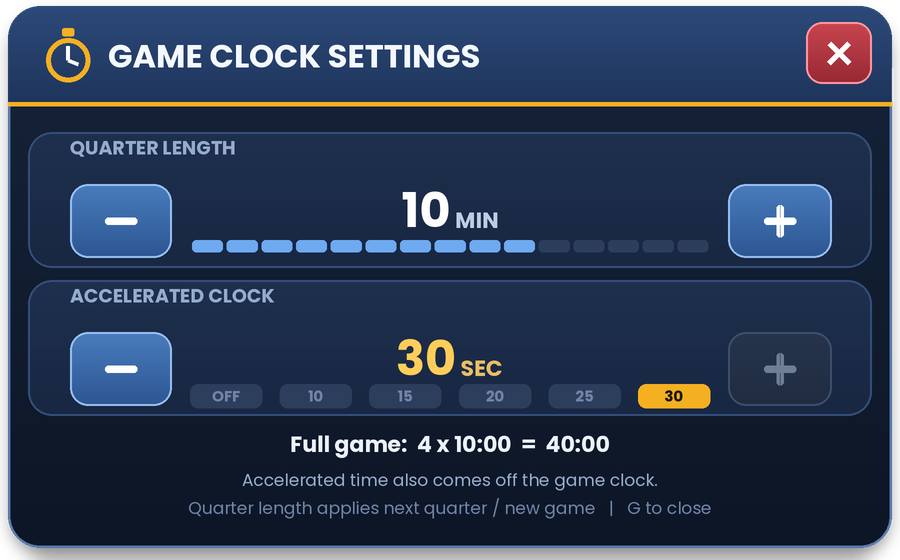 GAME CLOCK SETTINGS
QUARTER LENGTH
10 MIN
ACCELERATED CLOCK
30 SEC
OFF 10 15 20 25 30
Full game: 4 x 10:00 = 40:00
Accelerated time also comes off the game clock.
Quarter length applies next quarter / new game | G to close